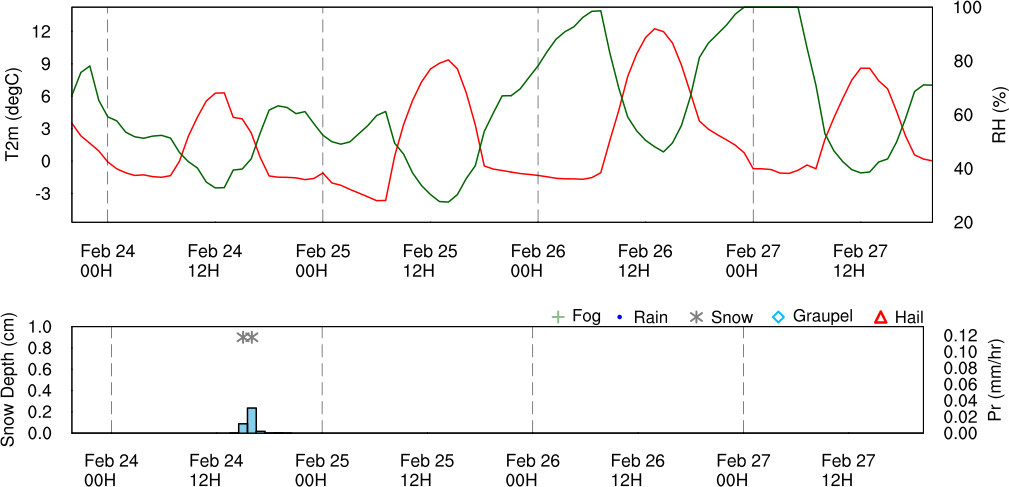 T2m (degC)
12
9
6
3
0
-3
100
80
60
40
20
RH (%)
Feb 24 Feb 24 Feb 25 Feb 25 Feb 26 Feb 26 Feb 27 Feb 27
00H 12H 00H 12H 00H 12H 00H 12H
Fog Rain Snow Graupel Hail
Snow Depth (cm)
1.0
0.8
0.6
0.4
0.2
0.0
0.12
0.10
0.08
0.06
0.04
0.02
0.00
Pr (mm/hr)
Feb 24 Feb 24 Feb 25 Feb 25 Feb 26 Feb 26 Feb 27 Feb 27
00H 12H 00H 12H 00H 12H 00H 12H